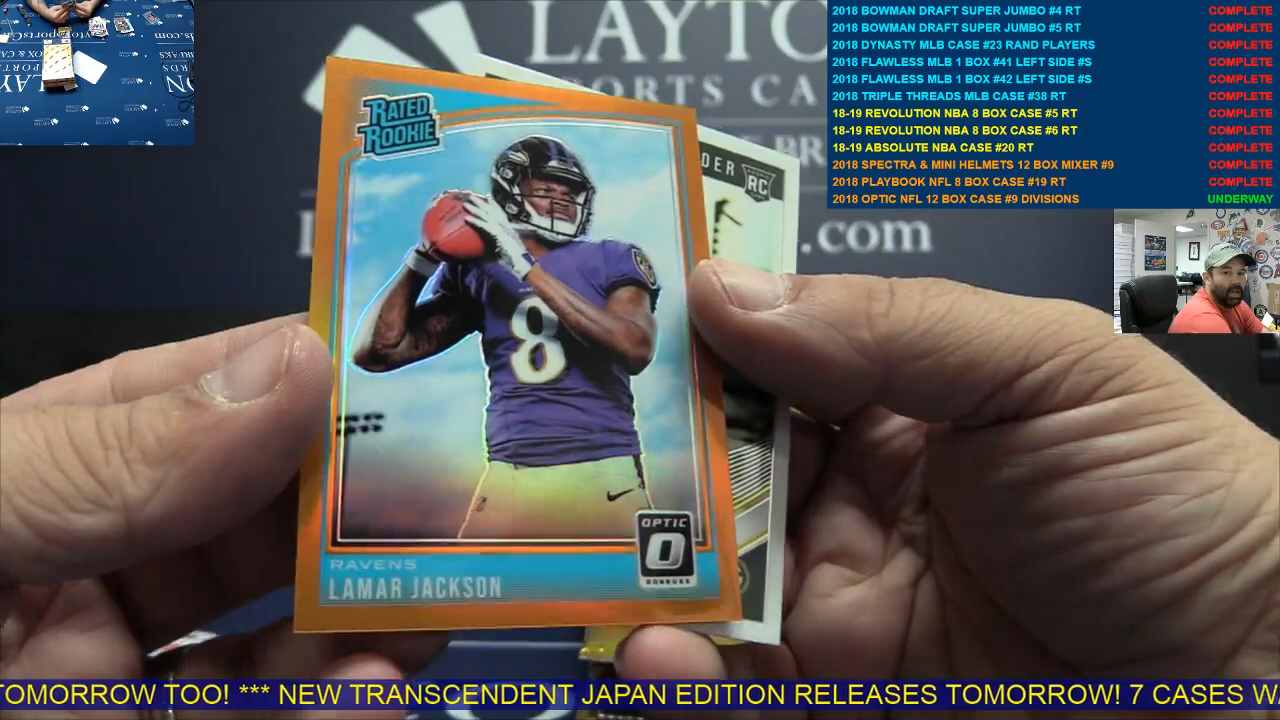 2018 BOWMAN DRAFT SUPER JUMBO #4 RT COMPLETE
2018 BOWMAN DRAFT SUPER JUMBO #5 RT COMPLETE
2018 DYNASTY MLB CASE #23 RAND PLAYERS COMPLETE
2018 FLAWLESS MLB 1 BOX #41 LEFT SIDE #S COMPLETE
2018 FLAWLESS MLB 1 BOX #42 LEFT SIDE #S COMPLETE
2018 TRIPLE THREADS MLB CASE #38 RT COMPLETE
18-19 REVOLUTION NBA 8 BOX CASE #5 RT COMPLETE
18-19 REVOLUTION NBA 8 BOX CASE #6 RT COMPLETE
18-19 ABSOLUTE NBA CASE #20 RT COMPLETE
2018 SPECTRA & MINI HELMETS 12 BOX MIXER #9 COMPLETE
2018 PLAYBOOK NFL 8 BOX CASE #19 RT COMPLETE
2018 OPTIC NFL 12 BOX CASE #9 DIVISIONS UNDERWAY
LAYTO
PORTS CA
BR
.com
RATED
ROOKIE
DER
RC
8
OPTIC
O
DONRUSS
RAVENS
LAMAR JACKSON
TOMORROW TOO! *** NEW TRANSCENDENT JAPAN EDITION RELEASES TOMORROW! 7 CASES W